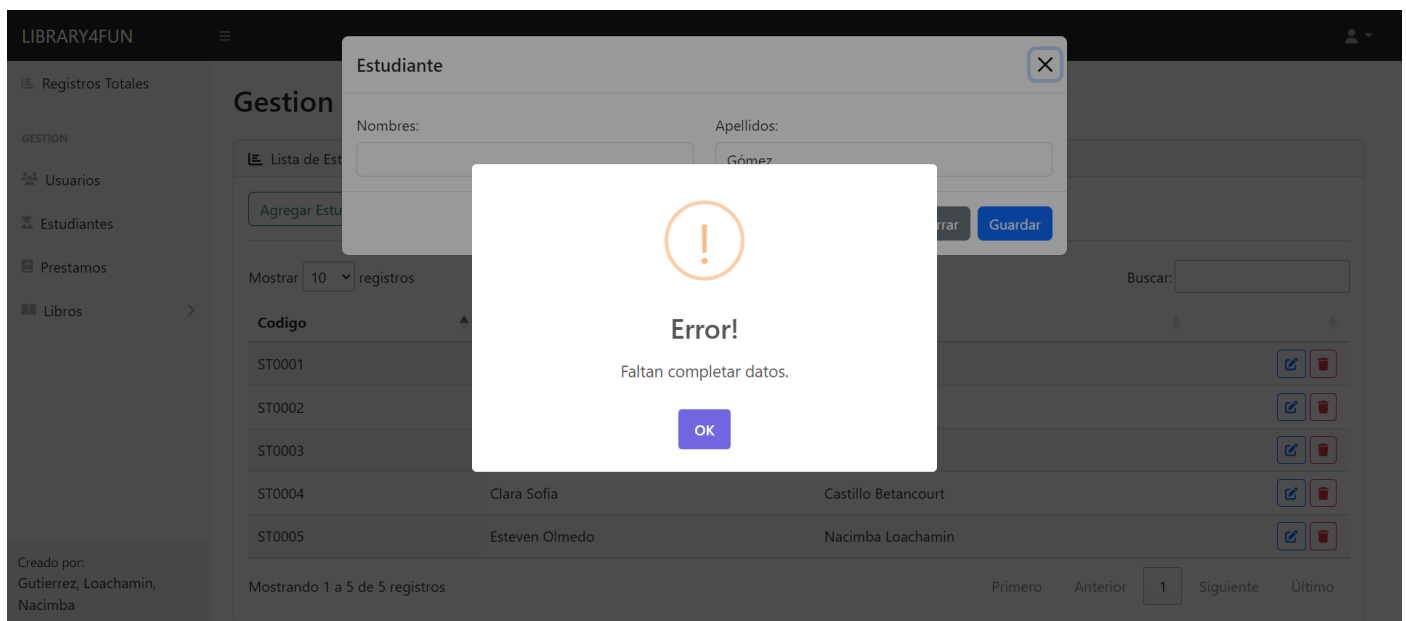 LIBRARY4FUN
Registros Totales
GESTION
Usuarios
Estudiantes
Prestamos
Libros
Creado por:
Gutierrez, Loachamin,
Nacimba
Gestion
Lista de Est
Agregar Estu
Mostrar 10 registros
Buscar:
Codigo
ST0001
ST0002
ST0003
ST0004 Clara Sofia Castillo Betancourt
ST0005 Esteven Olmedo Nacimba Loachamin
Mostrando 1 a 5 de 5 registros
Primero Anterior 1 Siguiente Último
Estudiante
Nombres: Apellidos:
Gómez
rrar Guardar
!
Error!
Faltan completar datos.
OK